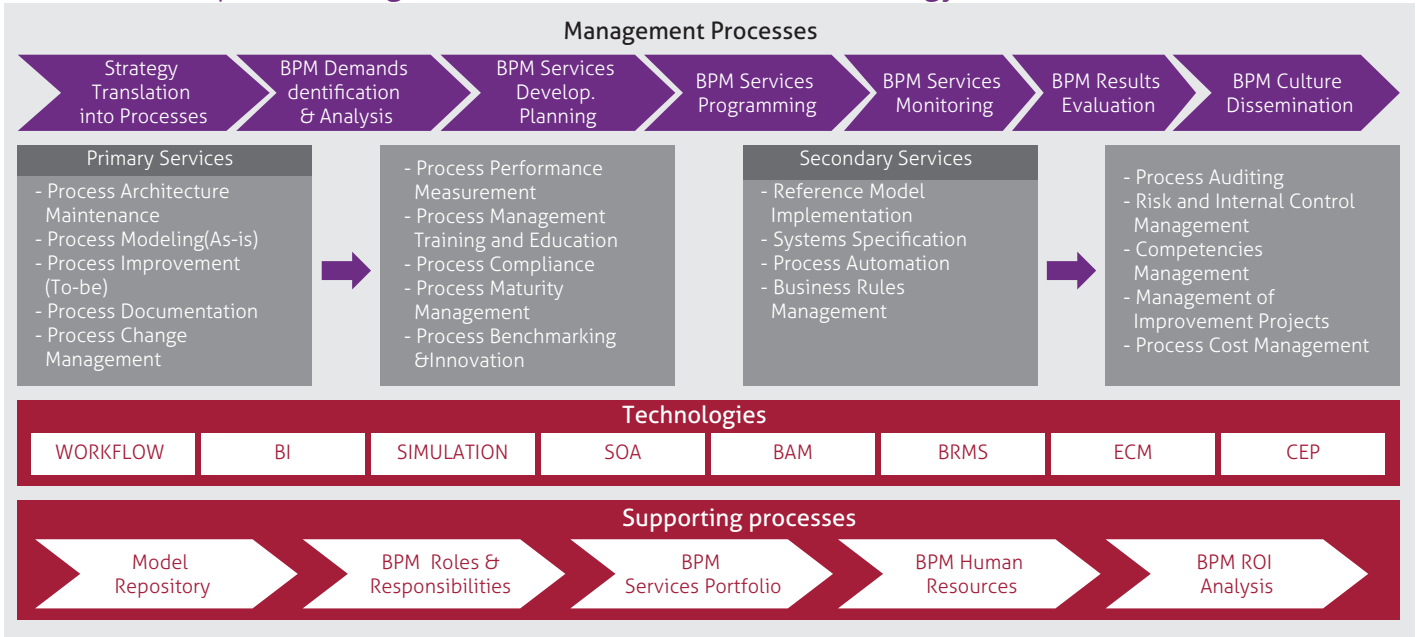 Management Processes
Strategy
Translation
into Processes
BPM Demands
dentification
& Analysis
BPM Services
Develop.
Planning
BPM Services
Programming
BPM Services
Monitoring
BPM Results
Evaluation
BPM Culture
Dissemination
Primary Services
- Process Architecture
Maintenance
- Process Modeling(As-is)
- Process Improvement
(To-be)
- Process Documentation
- Process Change
Management
- Process Performance
Measurement
- Process Management
Training and Education
- Process Compliance
- Process Maturity
Management
- Process Benchmarking
&Innovation
Secondary Services
- Reference Model
Implementation
- Systems Specification
- Process Automation
- Business Rules
Management
- Process Auditing
- Risk and Internal Control
Management
- Competencies
Management
- Management of
Improvement Projects
- Process Cost Management
Technologies
WORKFLOW
BI
SIMULATION
SOA
BAM
BRMS
ECM
CEP
Supporting processes
Model
Repository
BPM Roles &
Responsibilities
BPM
Services Portfolio
BPM Human
Resources
BPM ROI
Analysis